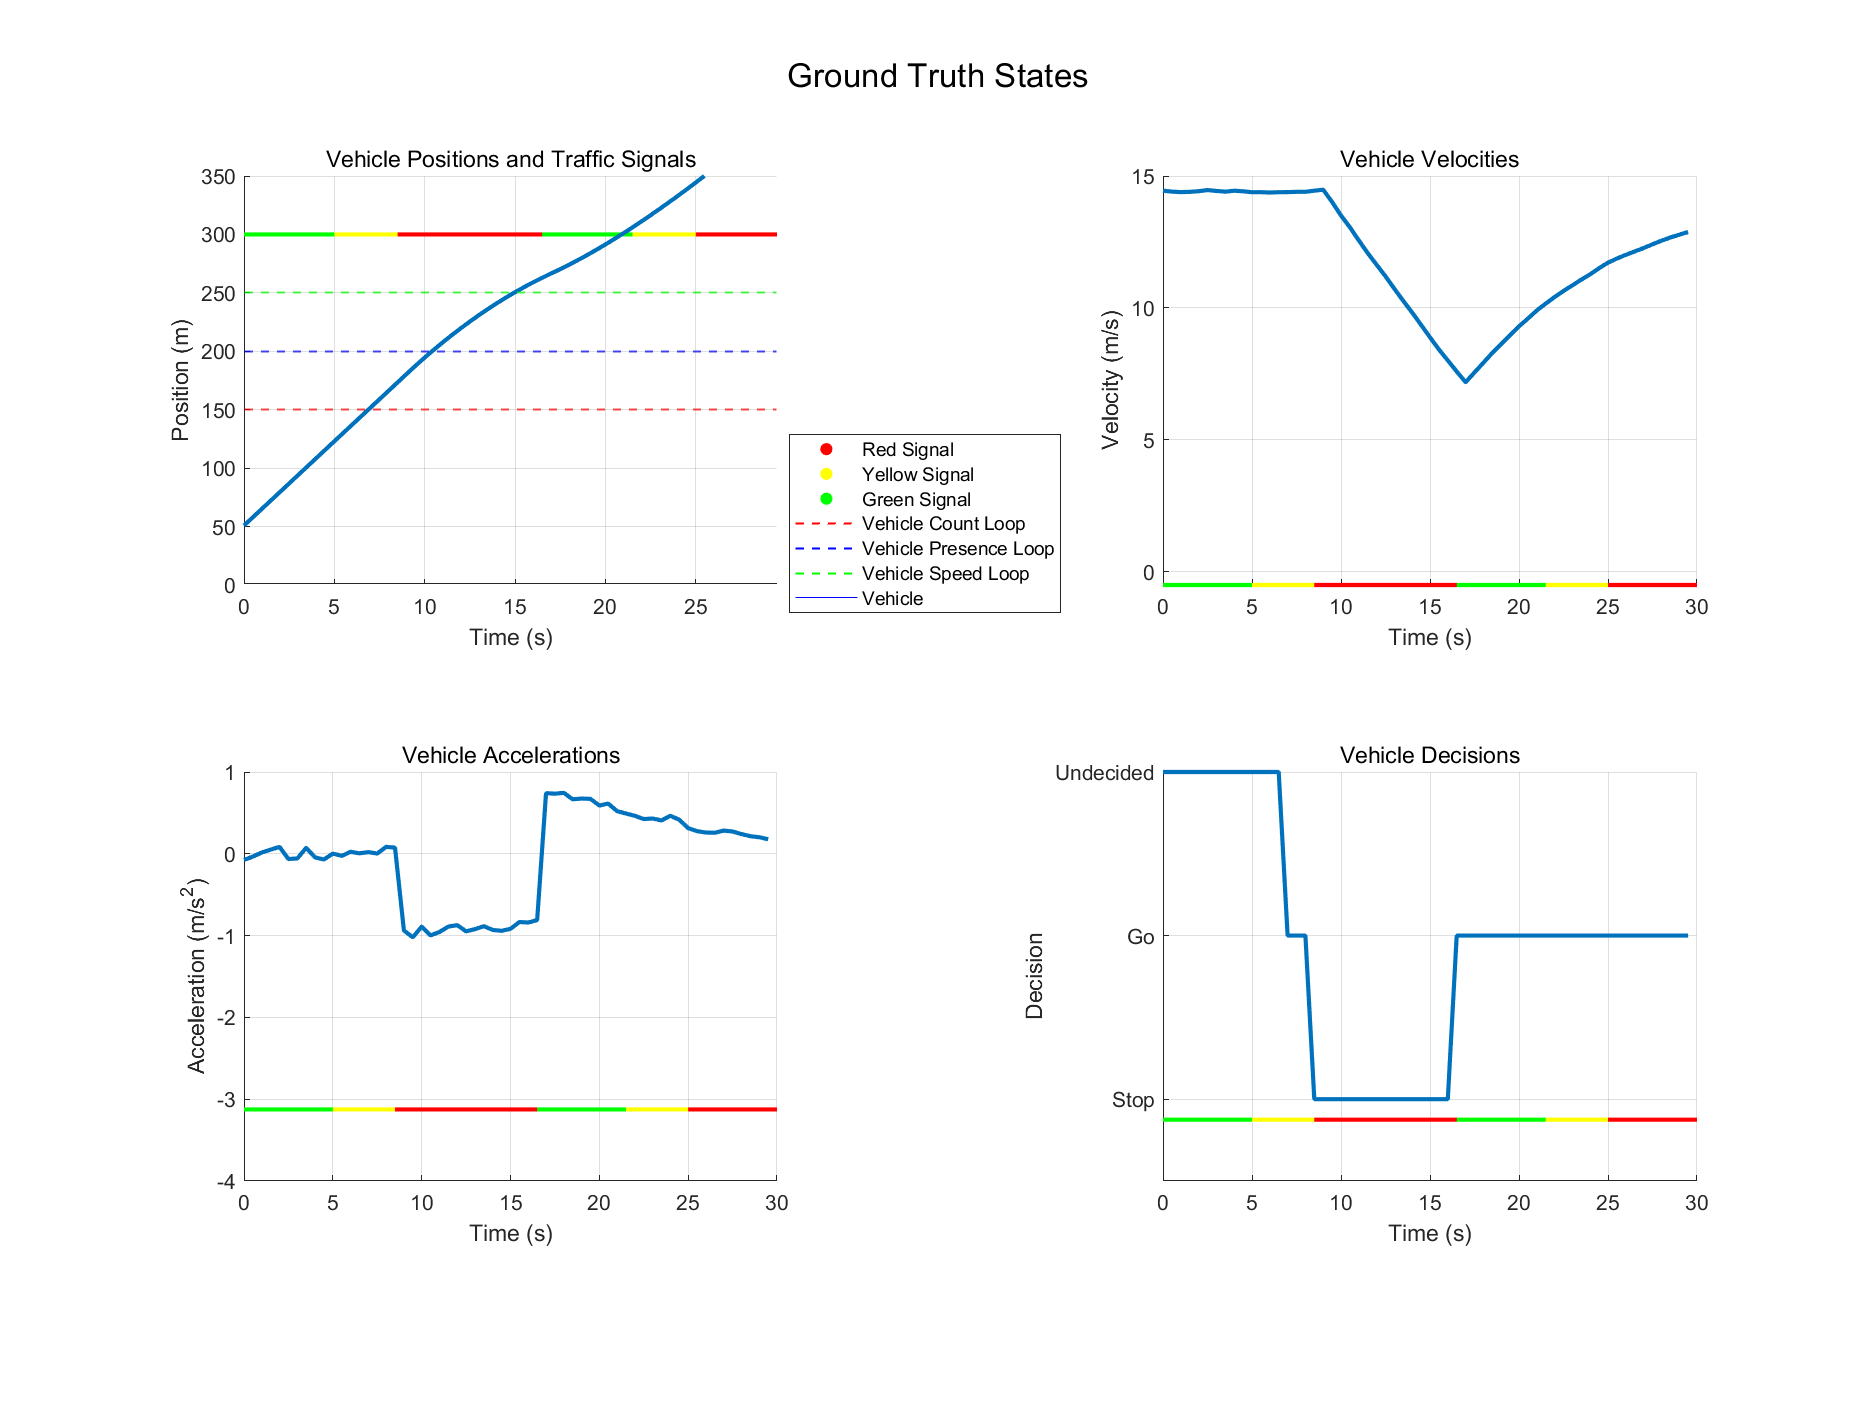 Ground Truth States
Vehicle Positions and Traffic Signals
350
300
250
200
150
100
50
0
0 5 10 15 20 25
Position (m)
Time (s)
Red Signal
Yellow Signal
Green Signal
Vehicle Count Loop
Vehicle Presence Loop
Vehicle Speed Loop
Vehicle
Vehicle Velocities
15
10
5
0
0 5 10 15 20 25 30
Velocity (m/s)
Time (s)
Vehicle Accelerations
1
0
-1
-2
-3
-4
0 5 10 15 20 25 30
Acceleration (m/s²)
Time (s)
Vehicle Decisions
Undecided
Go
Stop
0 5 10 15 20 25 30
Decision
Time (s)